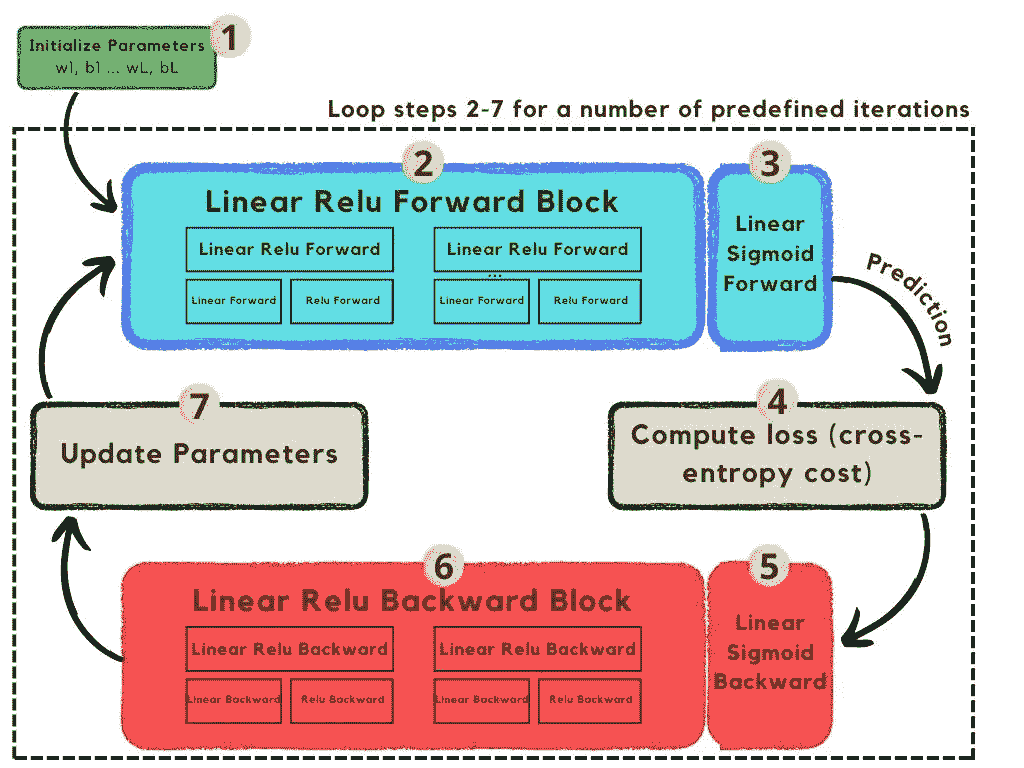 1
Initialize Parameters
w1, b1 ... wL, bL
Loop steps 2-7 for a number of predefined iterations
2
Linear Relu Forward Block
Linear Relu Forward
Linear Forward
Relu Forward
...
Linear Relu Forward
Linear Forward
Relu Forward
3
Linear
Sigmoid
Forward
Prediction
4
Compute loss (cross-
entropy cost)
5
Linear
Sigmoid
Backward
6
Linear Relu Backward Block
Linear Relu Backward
Linear Backward
Relu Backward
Linear Relu Backward
Linear Backward
Relu Backward
7
Update Parameters